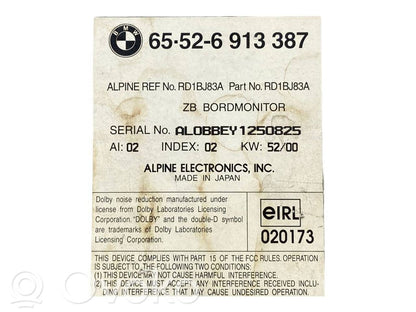 BMW
65-52-6 913 387
ALPINE REF No. RD1BJ83A Part No. RD1BJ83A
ZB BORDMONITOR
SERIAL No. ALOBBEY1250825
AI: 02 INDEX: 02 KW: 52/00
ALPINE ELECTRONICS, INC.
MADE IN JAPAN
Dolby noise reduction manufactured under
license from Dolby Laboratories Licensing
Corporation "DOLBY" and the double-D symbol
are trademarks of Dolby Laboratories
Licensing Corporation.
eIRL
020173
THIS DEVICE COMPLIES WITH PART 15 OF THE FCC RULES. OPERATION
IS SUBJECT TO THE FOLLOWING TWO CONDITIONS:
(1) THIS DEVICE MAY NOT CAUSE HARMFUL INTERFERENCE.
(2) THIS DEVICE MUST ACCEPT ANY INTERFERENCE RECEIVED, INCLUD-
ING INTERFERENCE THAT MAY CAUSE UNDESIRED OPERATION.